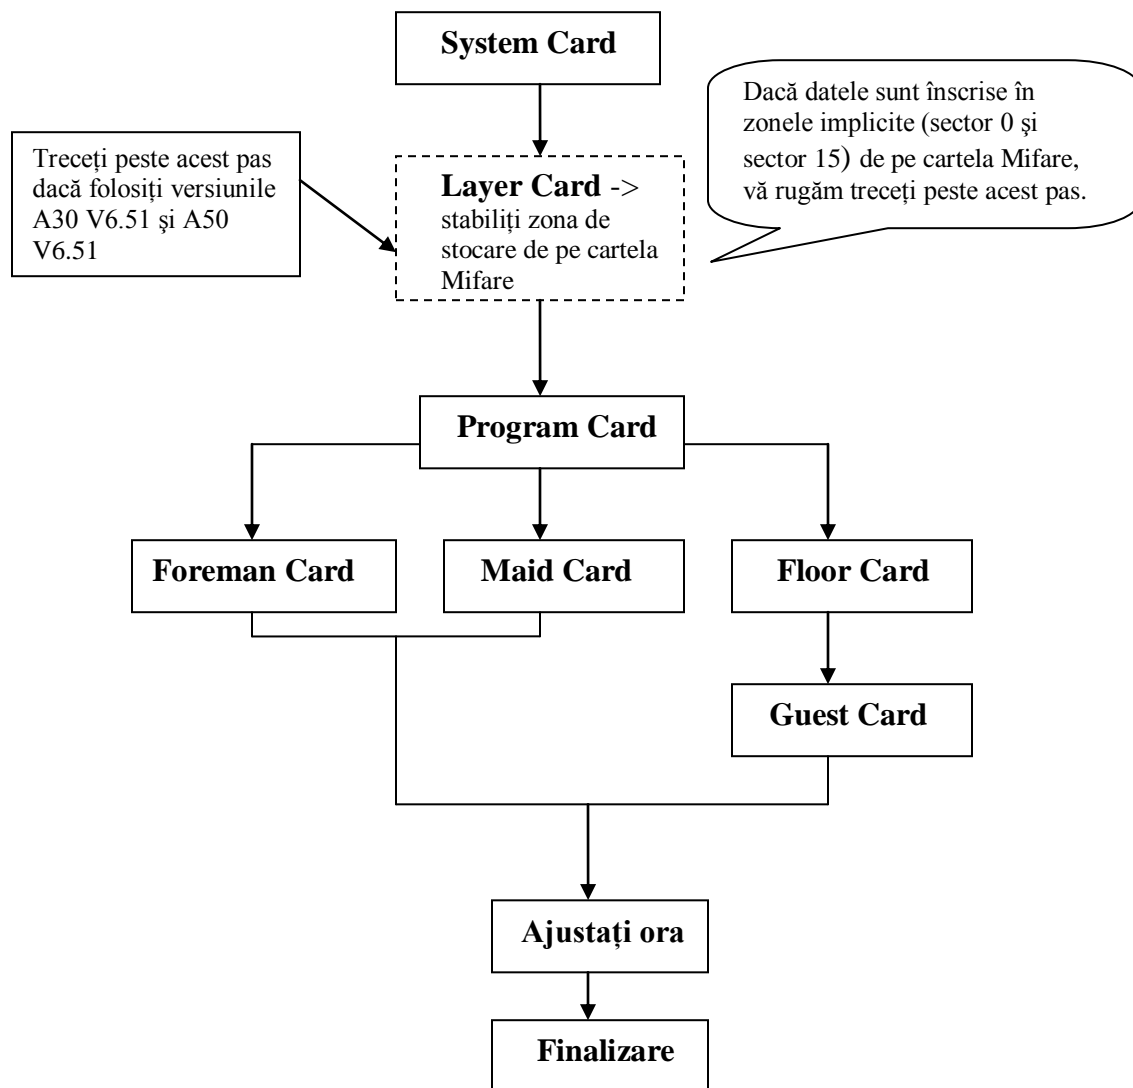 System Card
Dacă datele sunt înscrise în
zonele implicite (sector 0 şi
sector 15) de pe cartela Mifare,
vă rugăm treceți peste acest pas.
Treceți peste acest pas
dacă folosiți versiunile
A30 V6.51 şi A50
V6.51
Layer Card ->
stabiliți zona de
stocare de pe cartela
Mifare
Program Card
Foreman Card
Maid Card
Floor Card
Guest Card
Ajustați ora
Finalizare